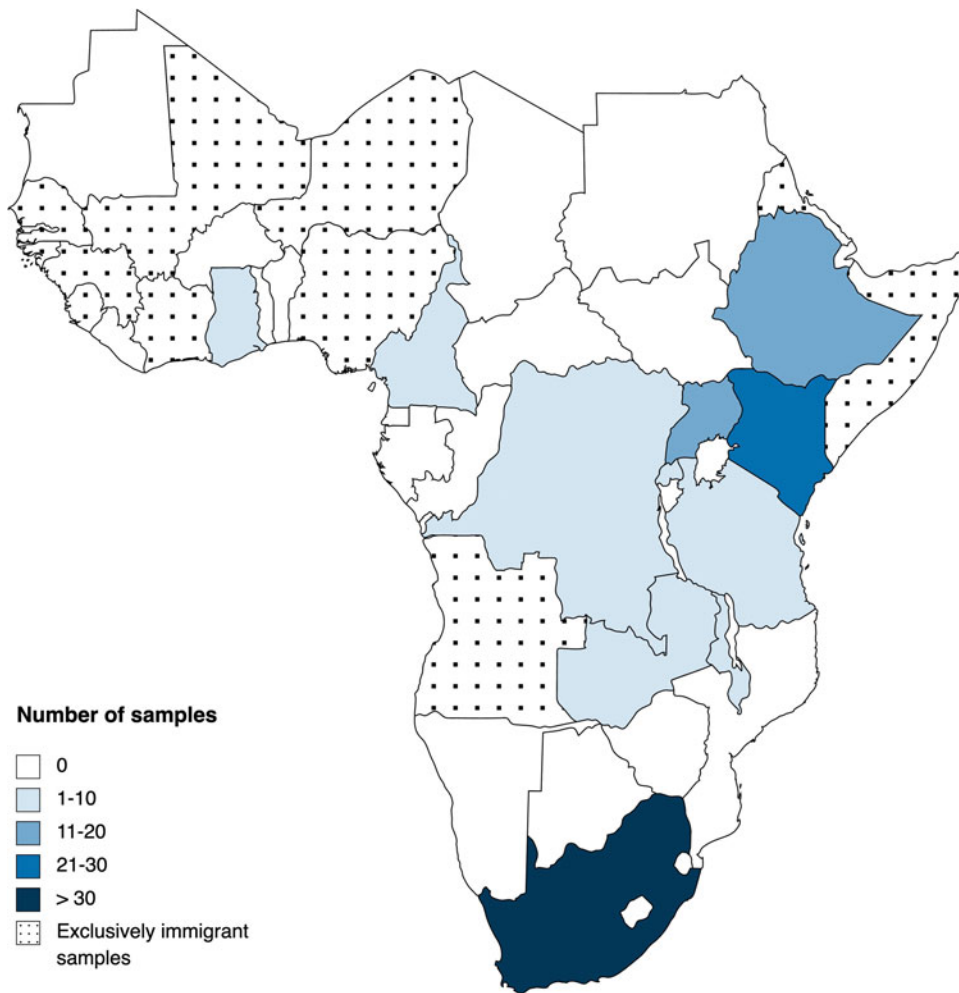 Number of samples
0
1-10
11-20
21-30
> 30
Exclusively immigrant
samples